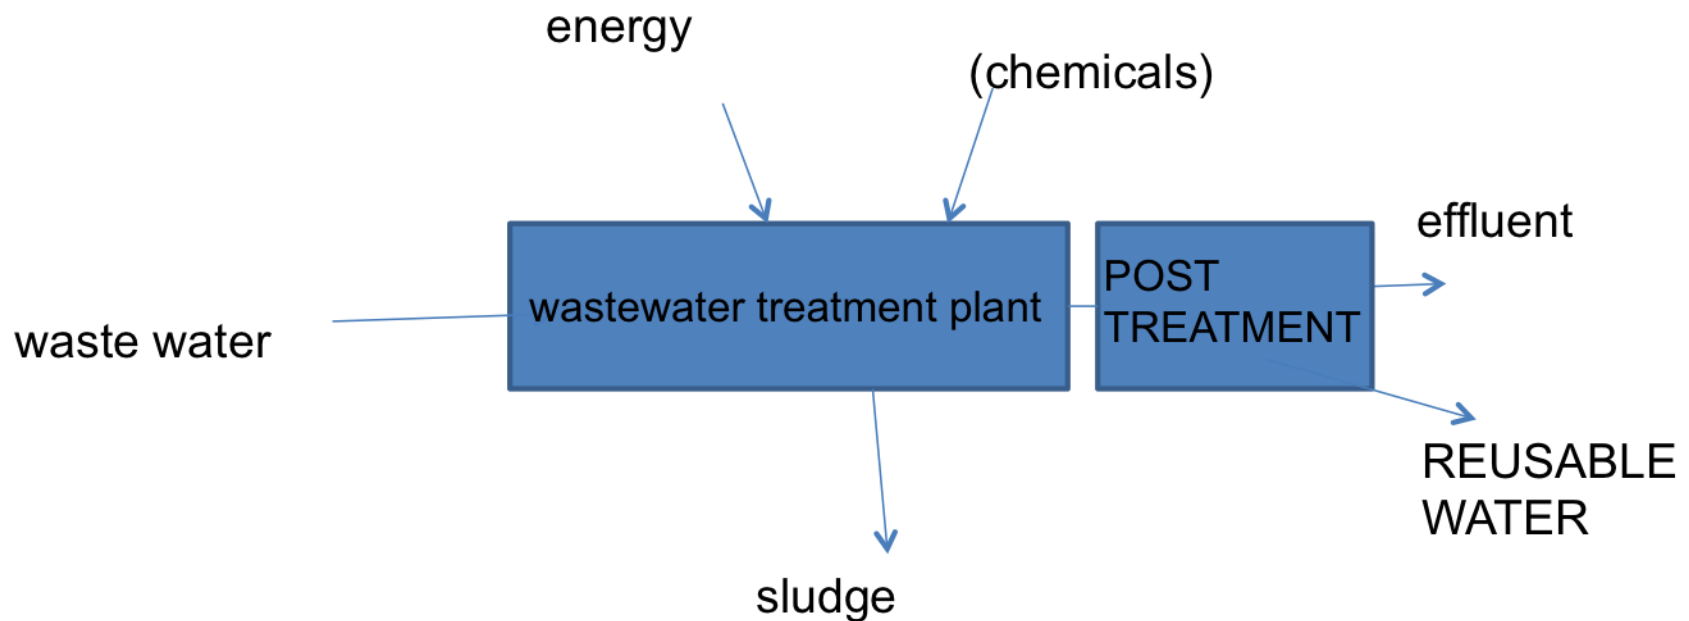 energy
(chemicals)
effluent
POST
TREATMENT
wastewater treatment plant
waste water
REUSABLE
WATER
sludge